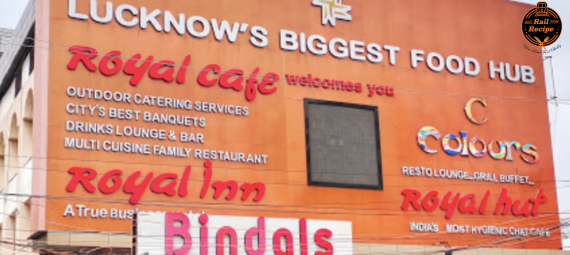 LUCKNOW'S BIGGEST FOOD HUB
Royal cafe welcomes you
OUTDOOR CATERING SERVICES
CITY'S BEST BANQUETS
DRINKS LOUNGE & BAR
MULTI CUISINE FAMILY RESTAURANT
Royal Inn
A True
Bindals
C
Colours
RESTO LOUNGE..GRILL BUFFET..
Royal hut
INDIA'S MOST HYGIENIC CHAT CAFE
Rail
Recipe